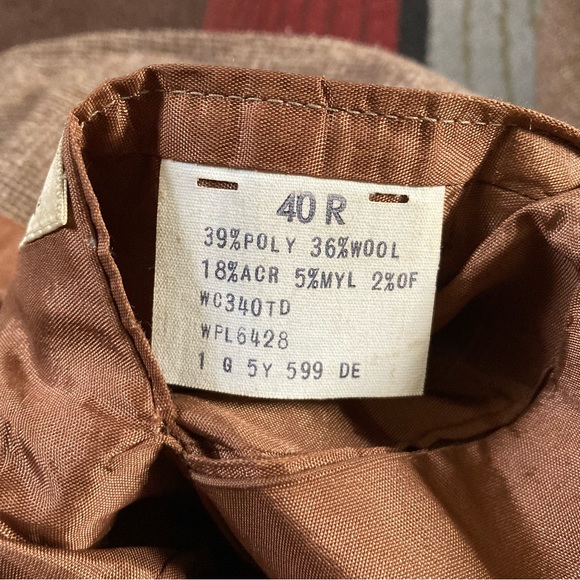 40 R
39%POLY 36%WOOL
18%ACR 5%MYL 2%OF
WC340TD
WPL6428
1 G 5Y 599 DE